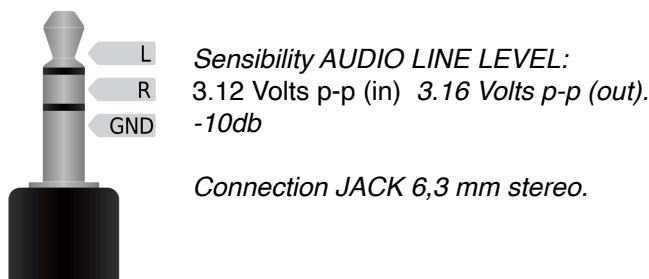 L
R
GND
Sensibility AUDIO LINE LEVEL:
3.12 Volts p-p (in) 3.16 Volts p-p (out).
-10db
Connection JACK 6,3 mm stereo.